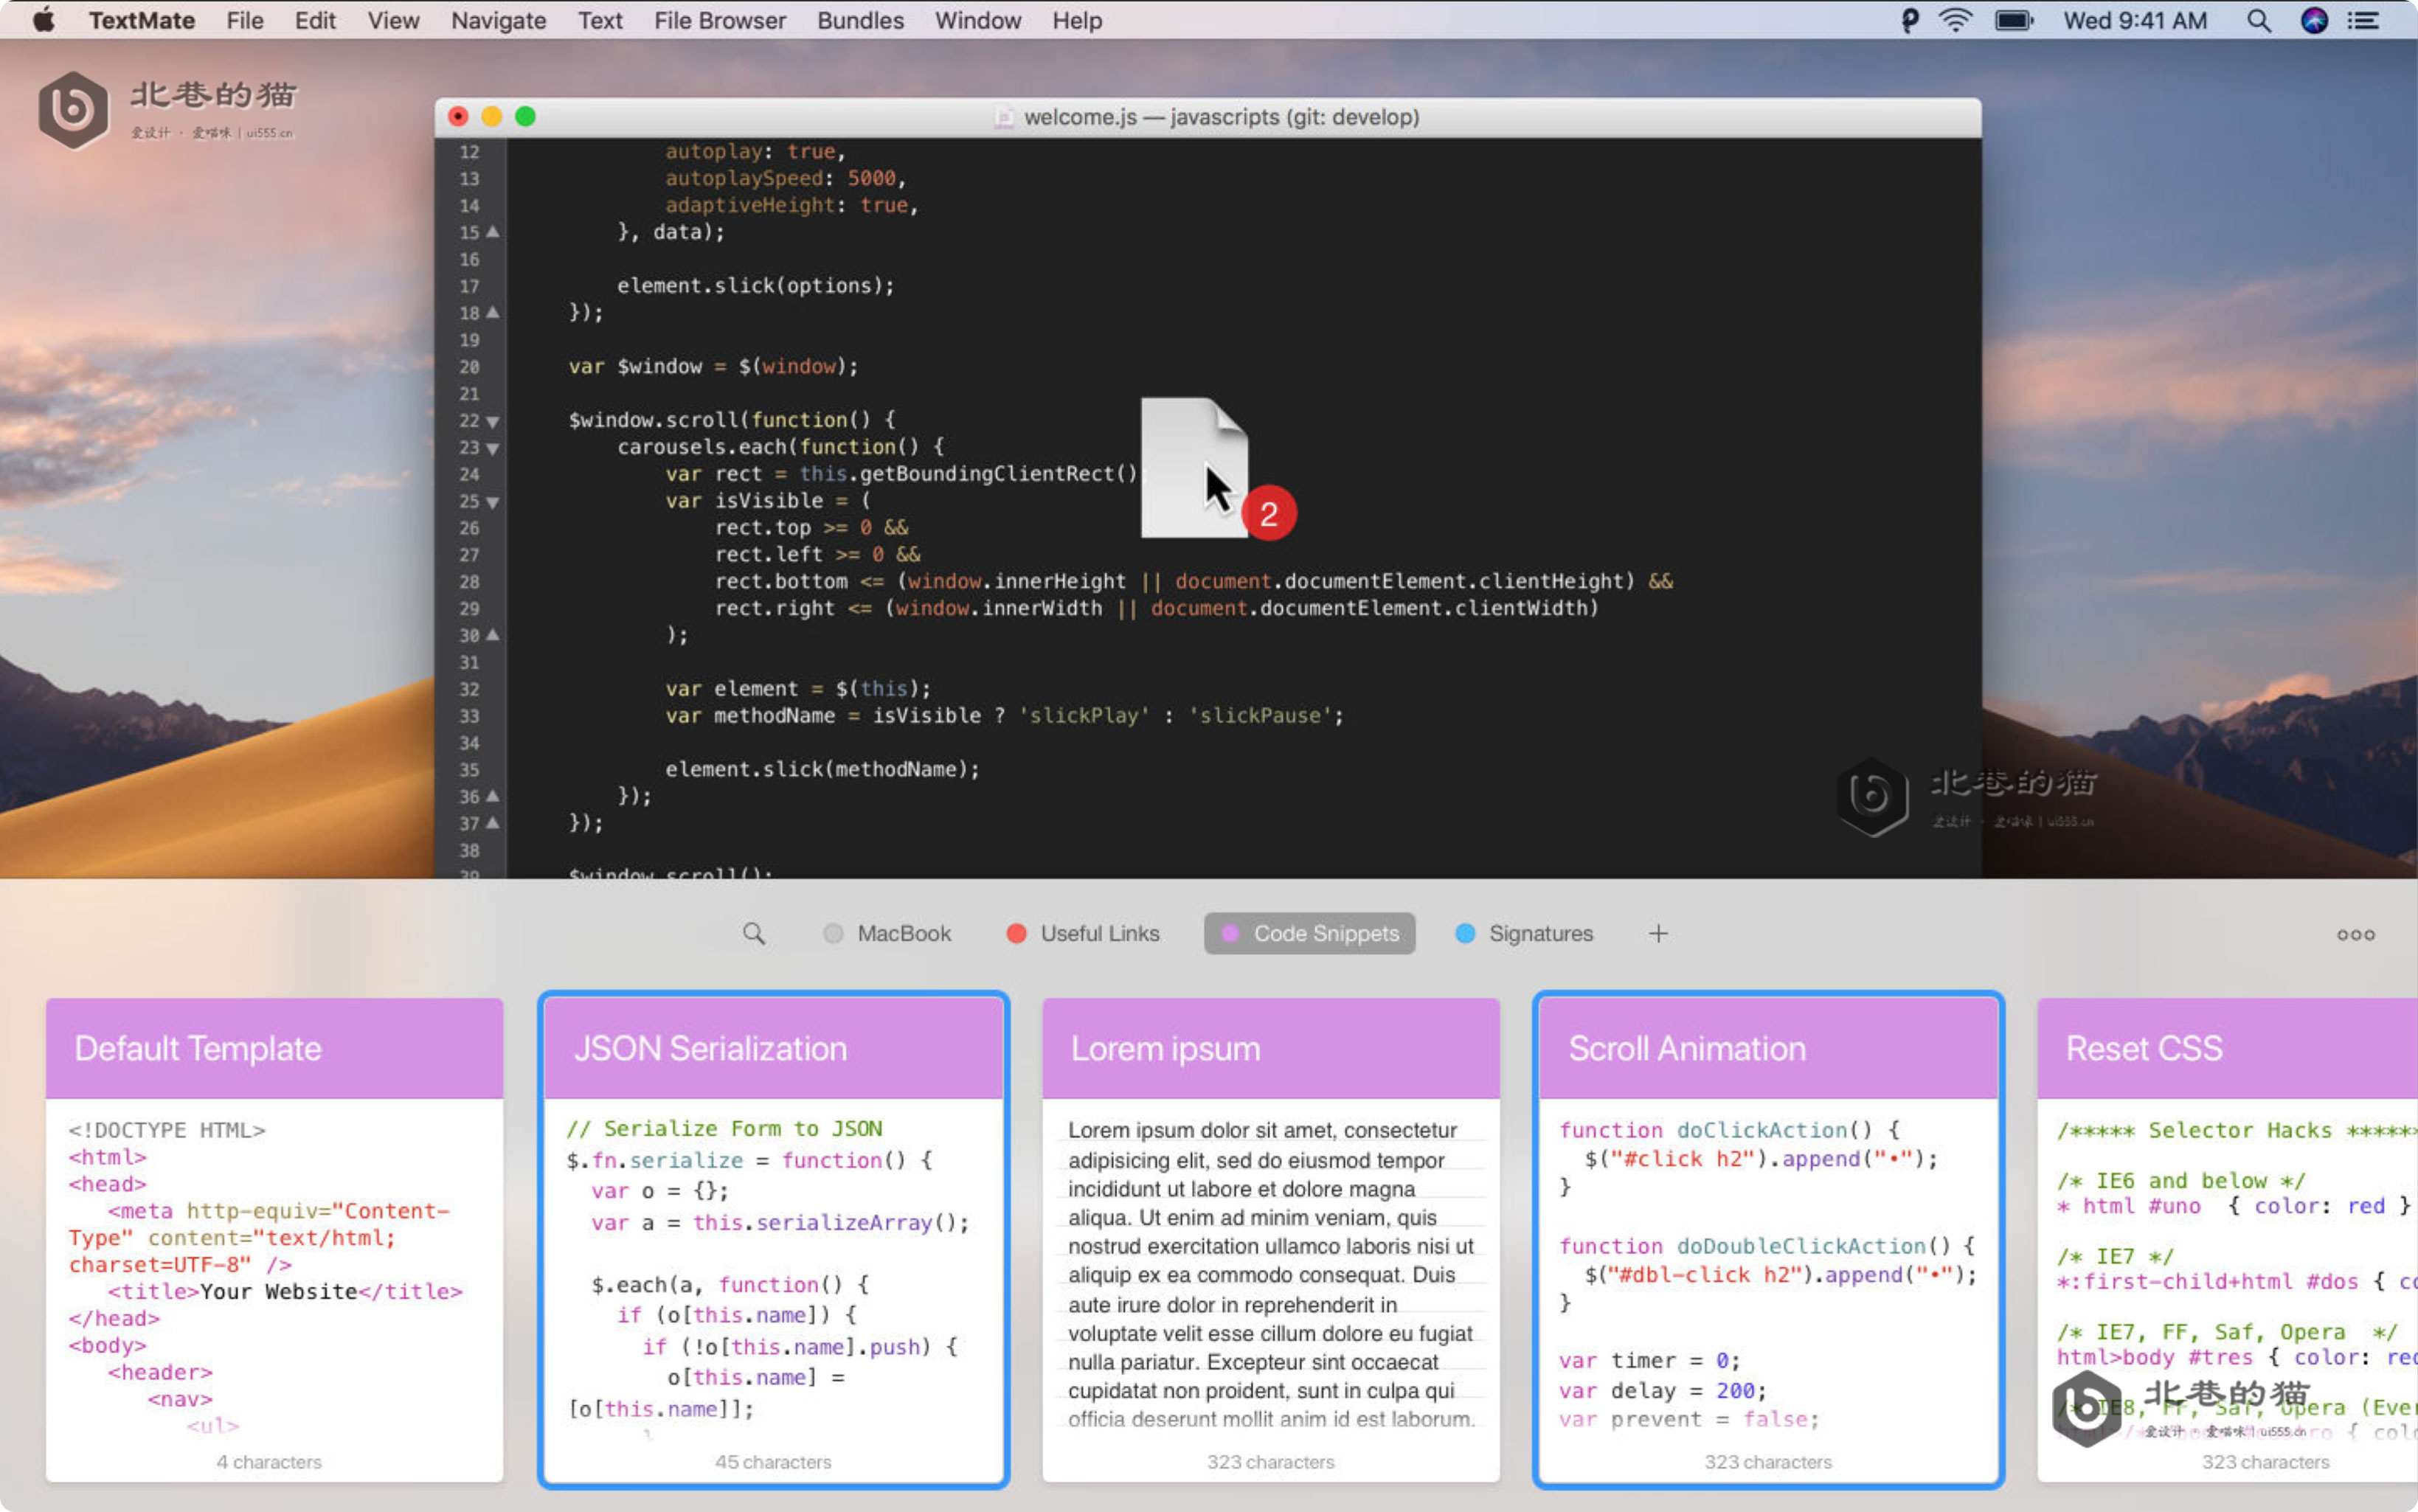 TextMate File Edit View Navigate Text File Browser Bundles Window Help Wed 9:41 AM
北巷的猫
爱设计 · 爱喵咪 | ui555.cn
welcome.js — javascripts (git: develop)
12 autoplay: true,
13 autoplaySpeed: 5000,
14 adaptiveHeight: true,
15 }, data);
16
17 element.slick(options);
18 });
19
20 var $window = $(window);
21
22 $window.scroll(function() {
23 carousels.each(function() {
24 var rect = this.getBoundingClientRect()
25 var isVisible = (
26 rect.top >= 0 &&
27 rect.left >= 0 &&
28 rect.bottom <= (window.innerHeight || document.documentElement.clientHeight) &&
29 rect.right <= (window.innerWidth || document.documentElement.clientWidth)
30 );
31
32 var element = $(this);
33 var methodName = isVisible ? 'slickPlay' : 'slickPause';
34
35 element.slick(methodName);
36 });
37 });
38
39 $window.scroll();
2
北巷的猫
爱设计 · 爱喵咪 | ui555.cn
MacBook Useful Links Code Snippets Signatures
Default Template
<!DOCTYPE HTML>
<html>
<head>
<meta http-equiv="Content-
Type" content="text/html;
charset=UTF-8" />
<title>Your Website</title>
</head>
<body>
<header>
<nav>
<ul>
4 characters
JSON Serialization
// Serialize Form to JSON
$.fn.serialize = function() {
var o = {};
var a = this.serializeArray();
$.each(a, function() {
if (o[this.name]) {
if (!o[this.name].push) {
o[this.name] =
[o[this.name]];
}
45 characters
Lorem ipsum
Lorem ipsum dolor sit amet, consectetur
adipisicing elit, sed do eiusmod tempor
incididunt ut labore et dolore magna
aliqua. Ut enim ad minim veniam, quis
nostrud exercitation ullamco laboris nisi ut
aliquip ex ea commodo consequat. Duis
aute irure dolor in reprehenderit in
voluptate velit esse cillum dolore eu fugiat
nulla pariatur. Excepteur sint occaecat
cupidatat non proident, sunt in culpa qui
officia deserunt mollit anim id est laborum.
323 characters
Scroll Animation
function doClickAction() {
$("#click h2").append("•");
}
function doDoubleClickAction() {
$("#dbl-click h2").append("•");
}
var timer = 0;
var delay = 200;
var prevent = false;
323 characters
Reset CSS
/***** Selector Hacks ******
/* IE6 and below */
* html #uno { color: red }
/* IE7 */
*:first-child+html #dos { co
/* IE7, FF, Saf, Opera */
html>body #tres { color: red
/* IE8, FF, Saf, Opera (Ever
{ colo
北巷的猫
爱设计 · 爱喵咪 | ui555.cn
323 characters